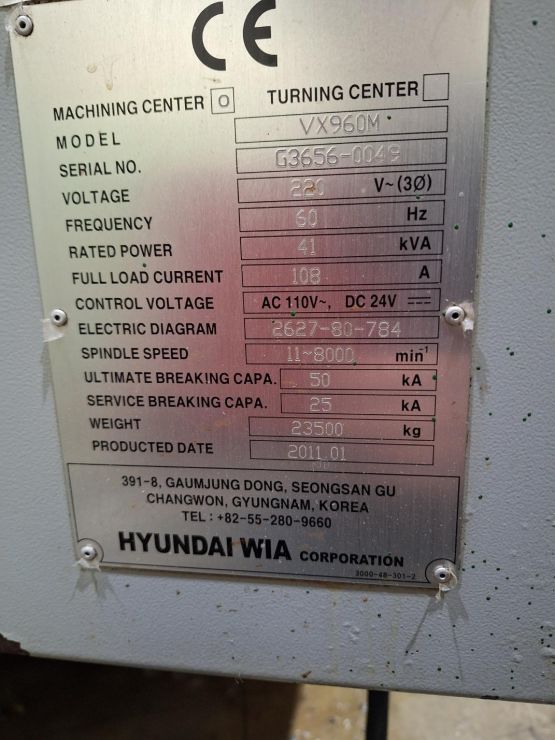 CE
MACHINING CENTER O TURNING CENTER
MODEL VX960M
SERIAL NO. G3656-0049
VOLTAGE 220 V~(3Ø)
FREQUENCY 60 Hz
RATED POWER 41 kVA
FULL LOAD CURRENT 108 A
CONTROL VOLTAGE AC 110V~, DC 24V
ELECTRIC DIAGRAM 2627-80-784
SPINDLE SPEED 11~8000 min⁻¹
ULTIMATE BREAKING CAPA. 50 kA
SERVICE BREAKING CAPA. 25 kA
WEIGHT 23500 kg
PRODUCTED DATE 2011.01
391-8, GAUMJUNG DONG, SEONGSAN GU
CHANGWON, GYUNGNAM, KOREA
TEL : +82-55-280-9660
HYUNDAI WIA CORPORATION
3000-48-301-2